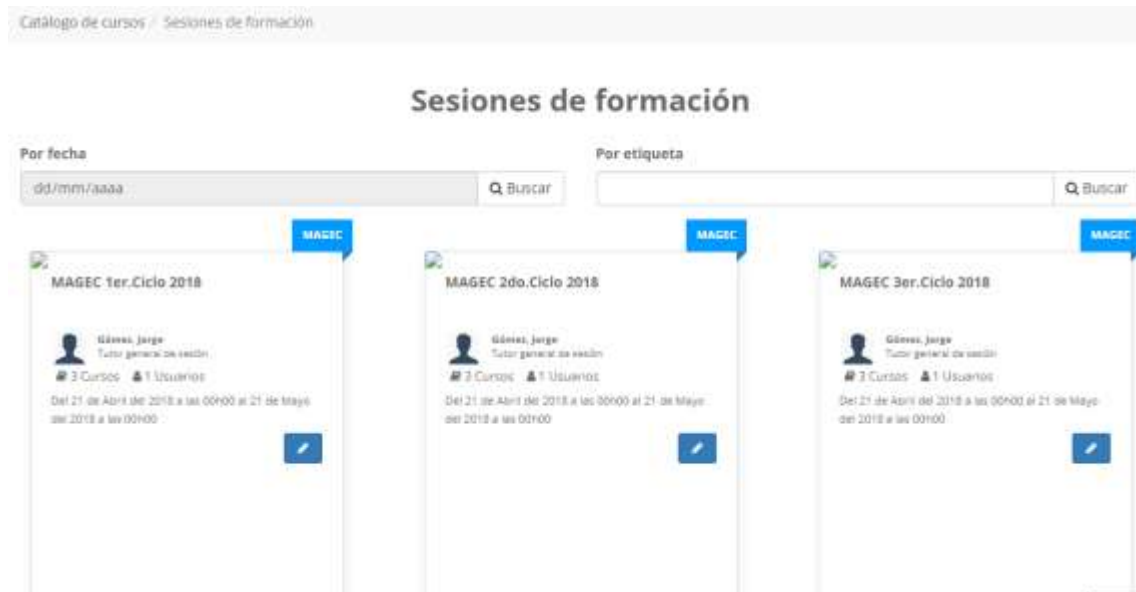 Catálogo de cursos / Sesiones de formación
Sesiones de formación
Por fecha
Por etiqueta
dd/mm/aaaa
Buscar
Buscar
MAGEC
MAGEC 1er.Ciclo 2018
Gómez, Jorge
Tutor general de sesión
3 Cursos 1 Usuarios
Del 21 de Abril del 2018 a las 00h00 al 21 de Mayo
del 2018 a las 00h00
MAGEC
MAGEC 2do.Ciclo 2018
Gómez, Jorge
Tutor general de sesión
3 Cursos 1 Usuarios
Del 21 de Abril del 2018 a las 00h00 al 21 de Mayo
del 2018 a las 00h00
MAGEC
MAGEC 3er.Ciclo 2018
Gómez, Jorge
Tutor general de sesión
3 Cursos 1 Usuarios
Del 21 de Abril del 2018 a las 00h00 al 21 de Mayo
del 2018 a las 00h00